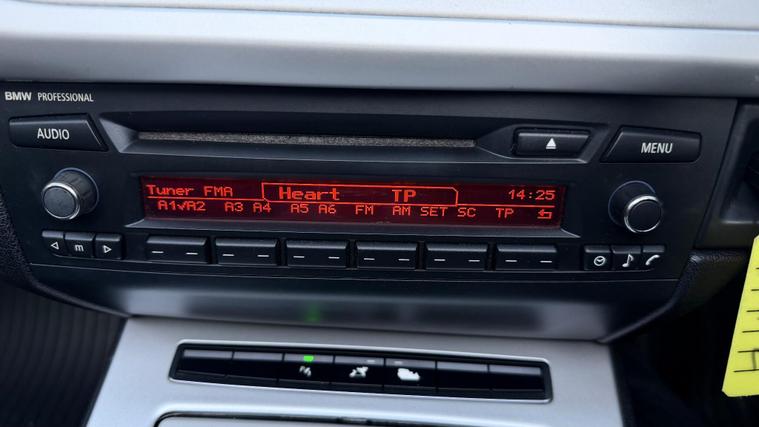 BMW PROFESSIONAL
AUDIO
MENU
Tuner FMA Heart TP 14:25
A1√A2 A3 A4 A5 A6 FM AM SET SC TP
m